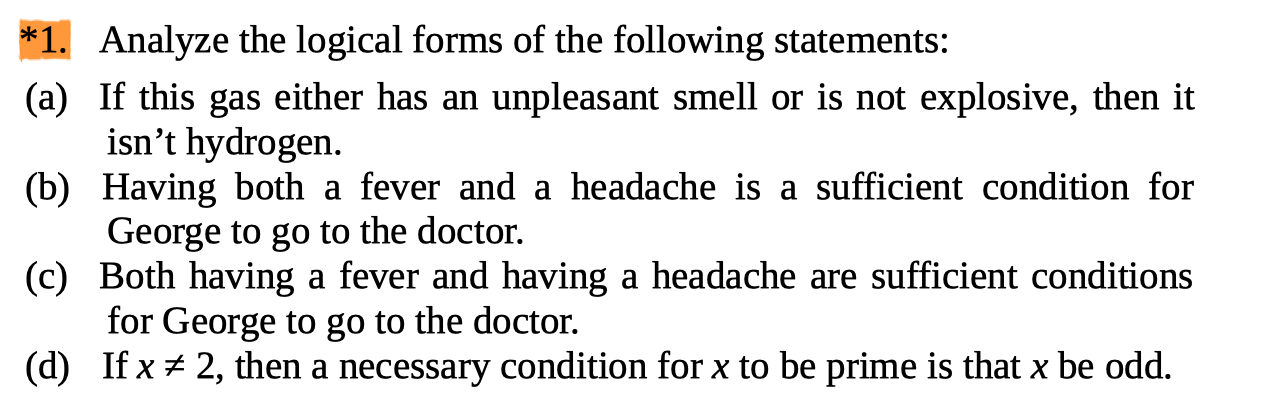 *1. Analyze the logical forms of the following statements:
(a) If this gas either has an unpleasant smell or is not explosive, then it
isn’t hydrogen.
(b) Having both a fever and a headache is a sufficient condition for
George to go to the doctor.
(c) Both having a fever and having a headache are sufficient conditions
for George to go to the doctor.
(d) If x ≠ 2, then a necessary condition for x to be prime is that x be odd.